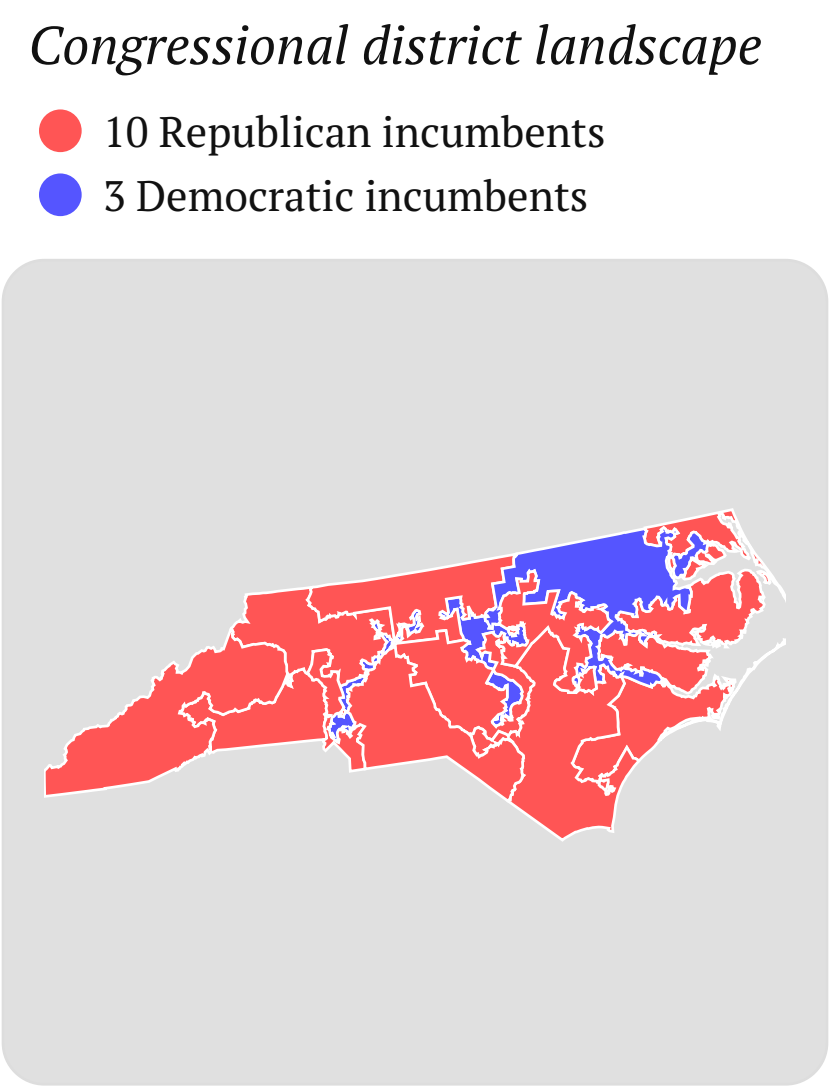 Congressional district landscape
10 Republican incumbents
3 Democratic incumbents